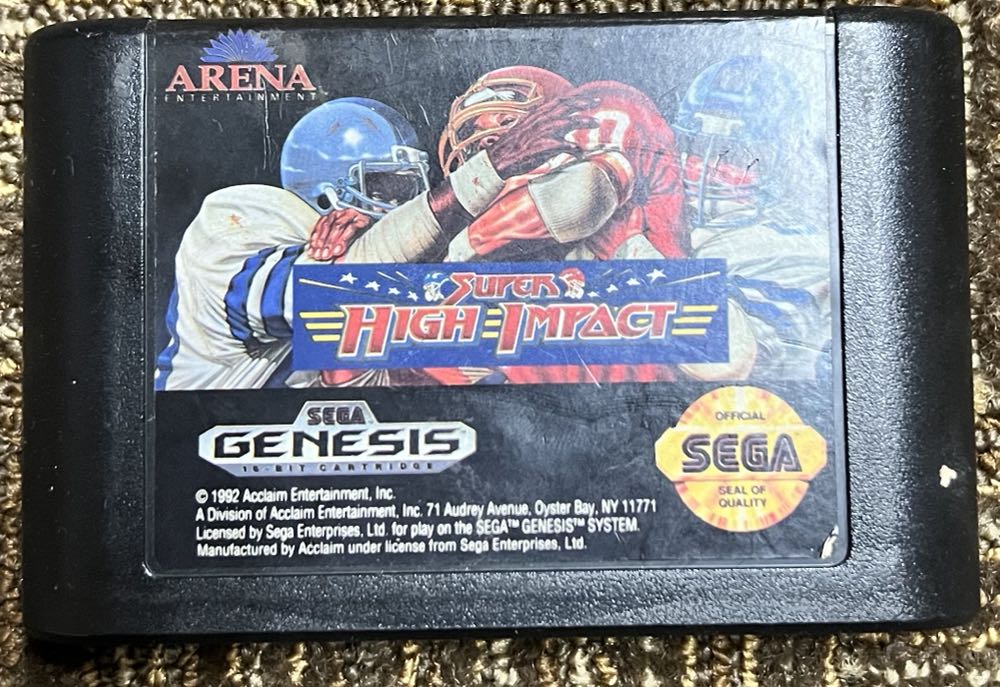 ARENA
ENTERTAINMENT
SUPER
HIGH IMPACT
SEGA
GENESIS
16-BIT CARTRIDGE
OFFICIAL
SEGA
SEAL OF
QUALITY
© 1992 Acclaim Entertainment, Inc.
A Division of Acclaim Entertainment, Inc. 71 Audrey Avenue, Oyster Bay, NY 11771
Licensed by Sega Enterprises, Ltd. for play on the SEGA™ GENESIS™ SYSTEM.
Manufactured by Acclaim under license from Sega Enterprises, Ltd.